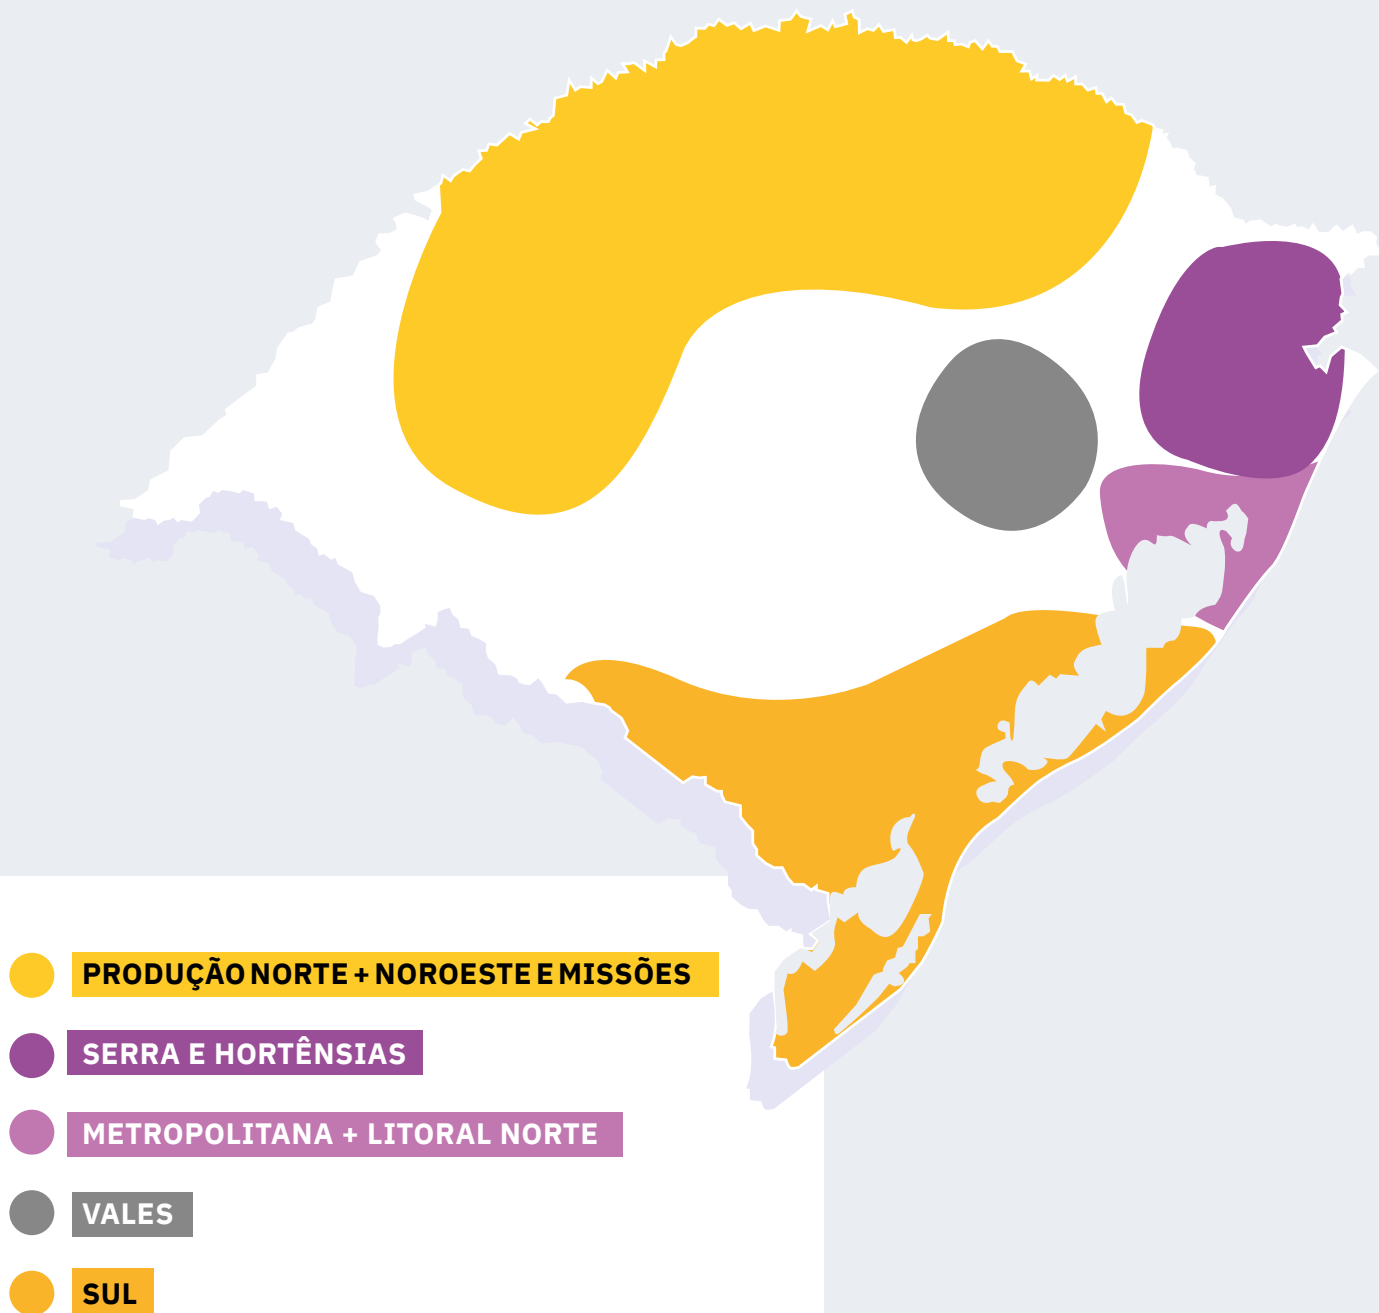 PRODUÇÃO NORTE + NOROESTE E MISSÕES
SERRA E HORTÊNSIAS
METROPOLITANA + LITORAL NORTE
VALES
SUL